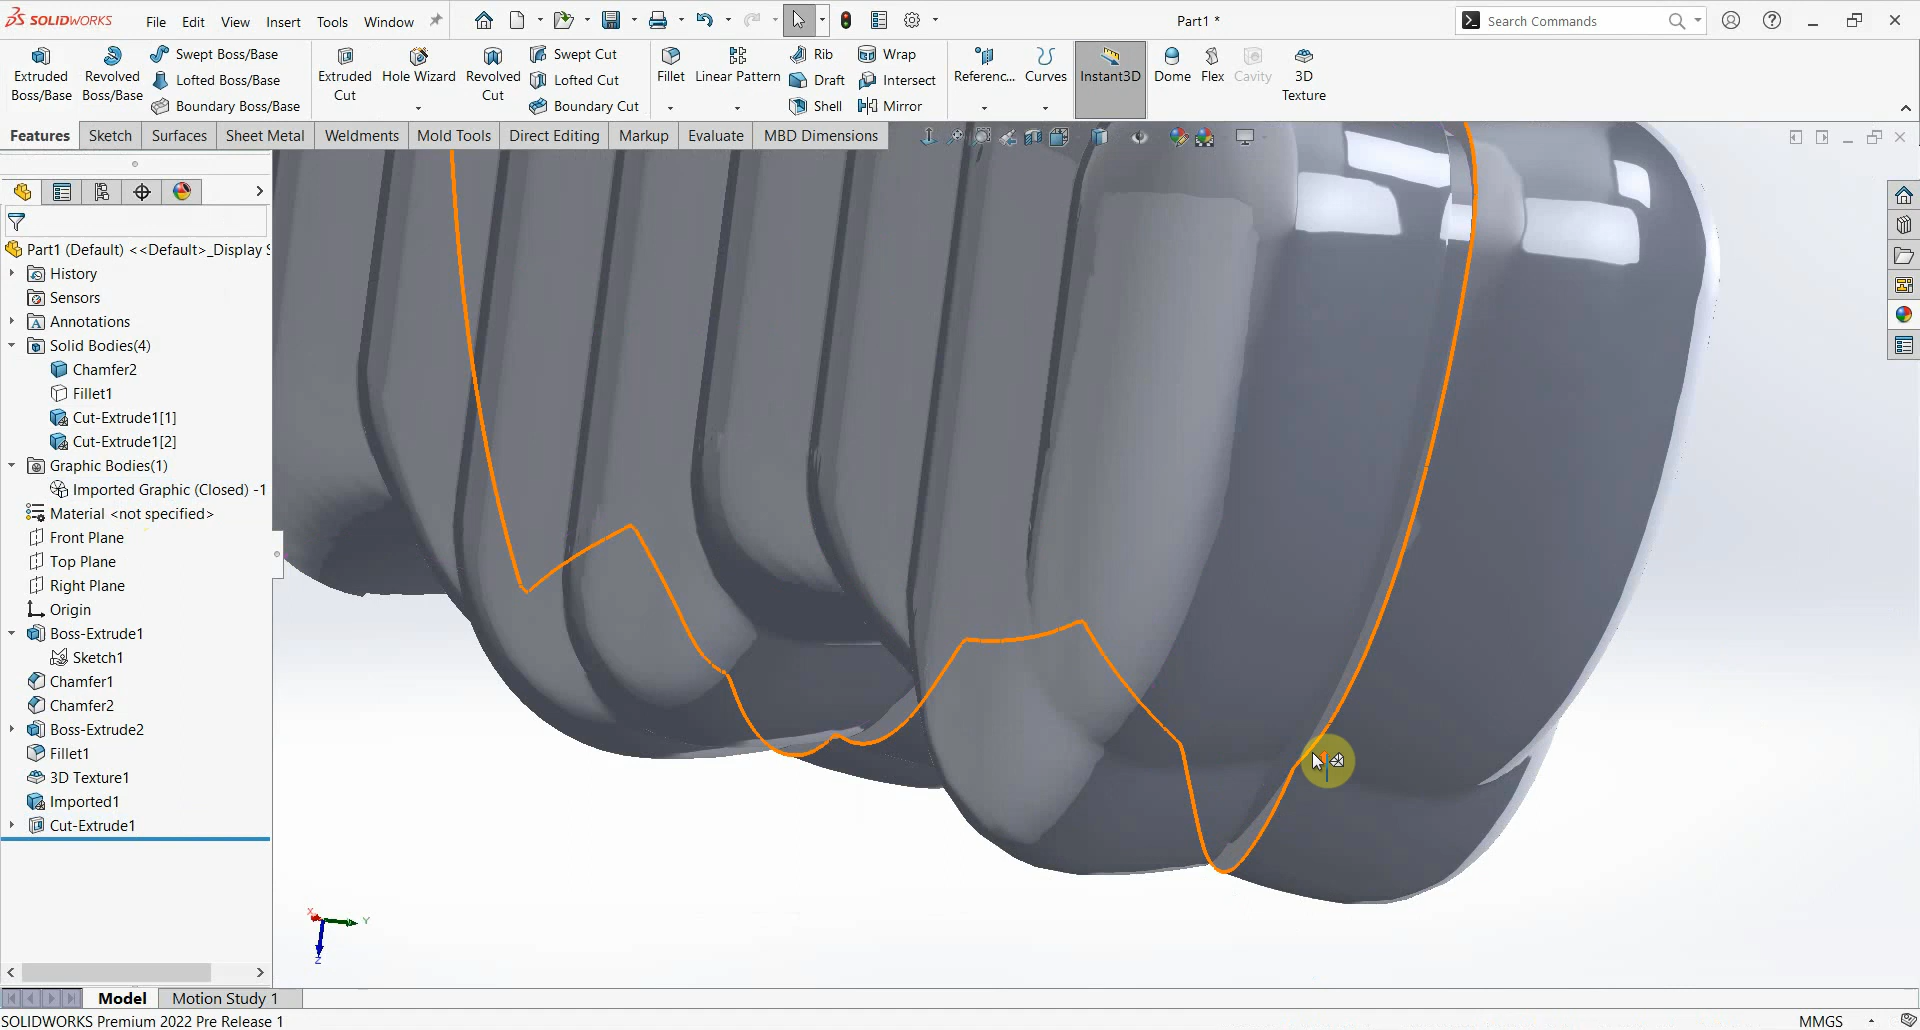 SOLIDWORKS File Edit View Insert Tools Window Part1 * Search Commands
Extruded Boss/Base
Revolved Boss/Base
Swept Boss/Base
Lofted Boss/Base
Boundary Boss/Base
Extruded Cut
Hole Wizard
Revolved Cut
Swept Cut
Lofted Cut
Boundary Cut
Fillet
Linear Pattern
Rib
Draft
Shell
Wrap
Intersect
Mirror
Referenc...
Curves
Instant3D
Dome
Flex
Cavity
3D Texture
Features Sketch Surfaces Sheet Metal Weldments Mold Tools Direct Editing Markup Evaluate MBD Dimensions
Part1 (Default) <<Default>_Display S
History
Sensors
Annotations
Solid Bodies(4)
Chamfer2
Fillet1
Cut-Extrude1[1]
Cut-Extrude1[2]
Graphic Bodies(1)
Imported Graphic (Closed) -1
Material <not specified>
Front Plane
Top Plane
Right Plane
Origin
Boss-Extrude1
Sketch1
Chamfer1
Chamfer2
Boss-Extrude2
Fillet1
3D Texture1
Imported1
Cut-Extrude1
X
Y
Z
Model Motion Study 1
SOLIDWORKS Premium 2022 Pre Release 1 MMGS